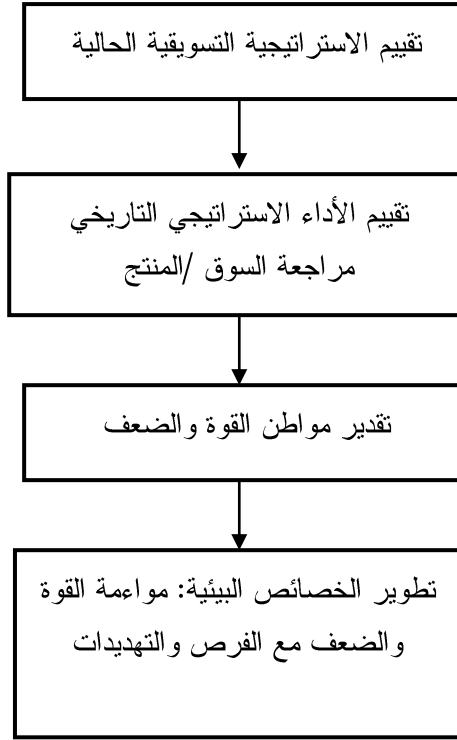 تقييم الاستراتيجية التسويقية الحالية
تقييم الأداء الاستراتيجي التاريخي
مراجعة السوق /المنتج
تقدير مواطن القوة والضعف
تطوير الخصائص البيئية: مواءمة القوة
والضعف مع الفرص والتهديدات